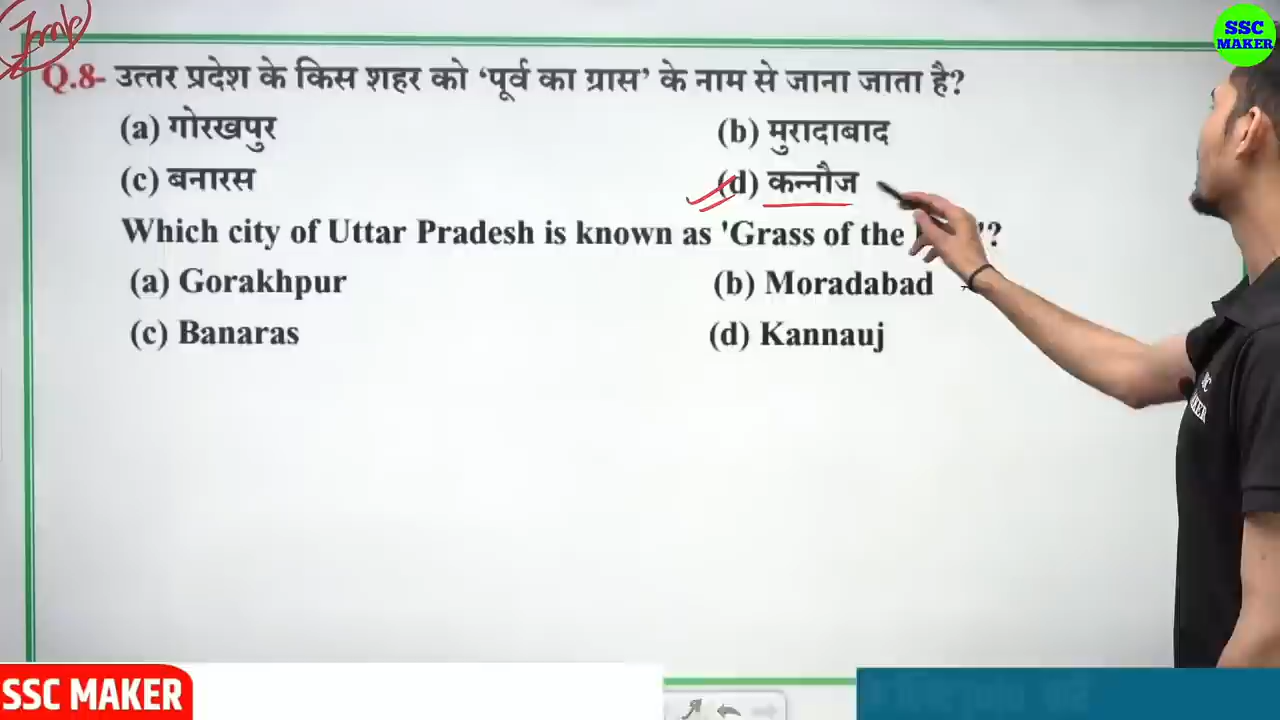 SSC
MAKER
Q.8- उत्तर प्रदेश के किस शहर को ‘पूर्व का ग्रास’ के नाम से जाना जाता है?
(a) गोरखपुर (b) मुरादाबाद
(c) बनारस (d) कन्नौज
Which city of Uttar Pradesh is known as 'Grass of the '?
(a) Gorakhpur (b) Moradabad
(c) Banaras (d) Kannauj
SSC MAKER